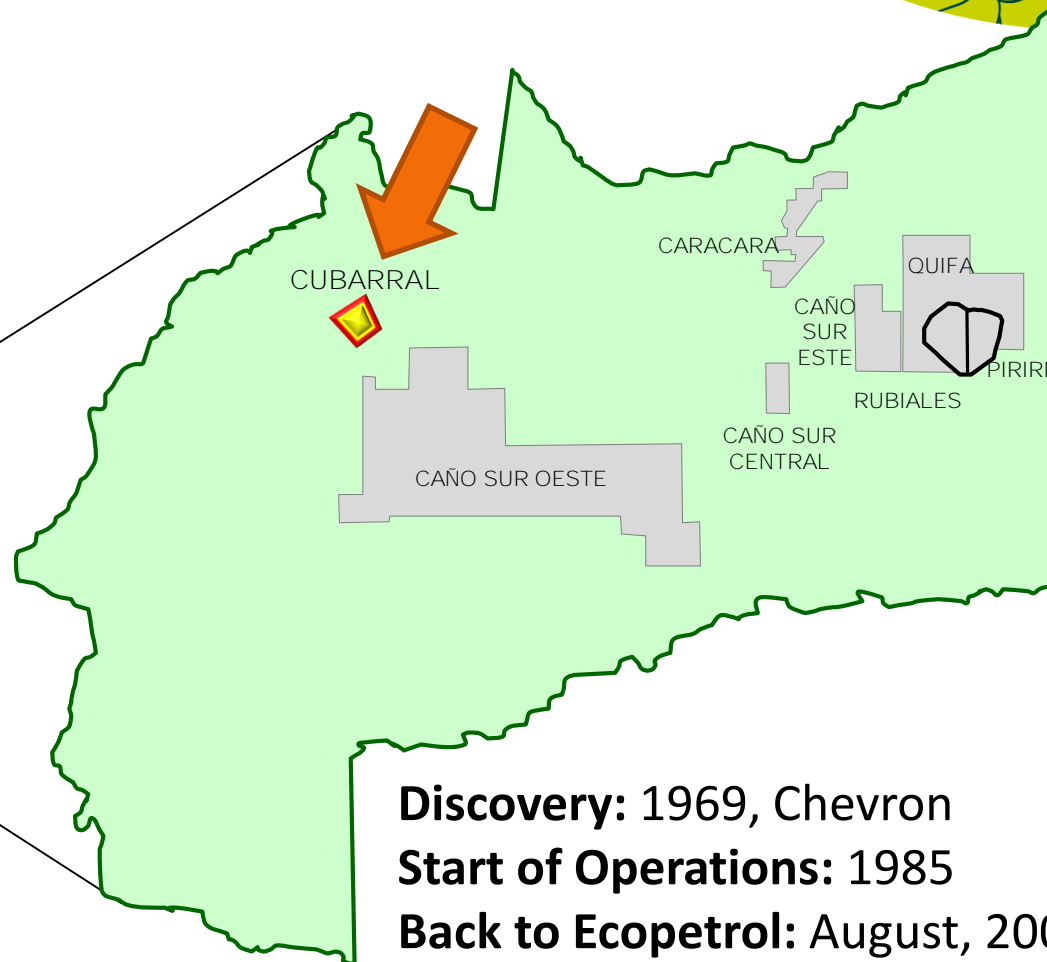 CARACARA
QUIFA
CUBARRAL
CAÑO
SUR
ESTE
RUBIALES
CAÑO SUR
CENTRAL
CAÑO SUR OESTE
Discovery: 1969, Chevron
Start of Operations: 1985
Back to Ecopetrol: August,